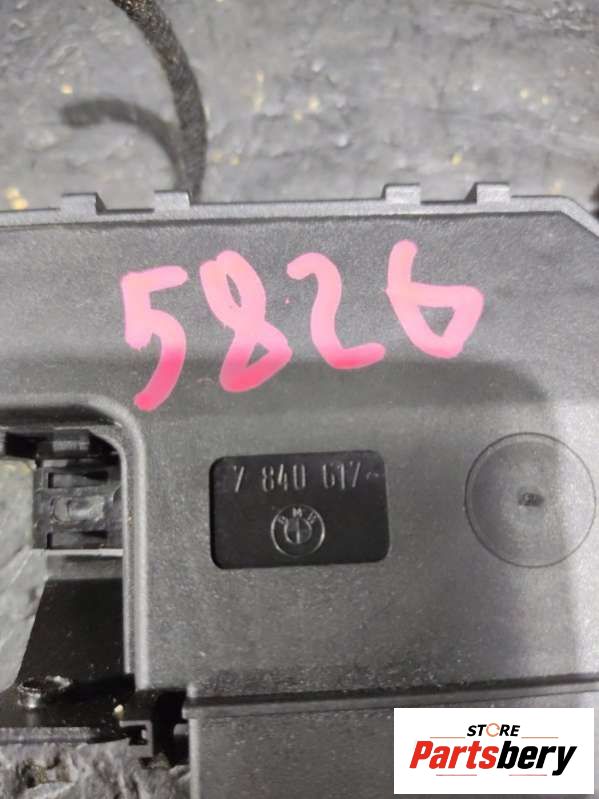 5826
7 840 617
BMW
STORE
Partsbery